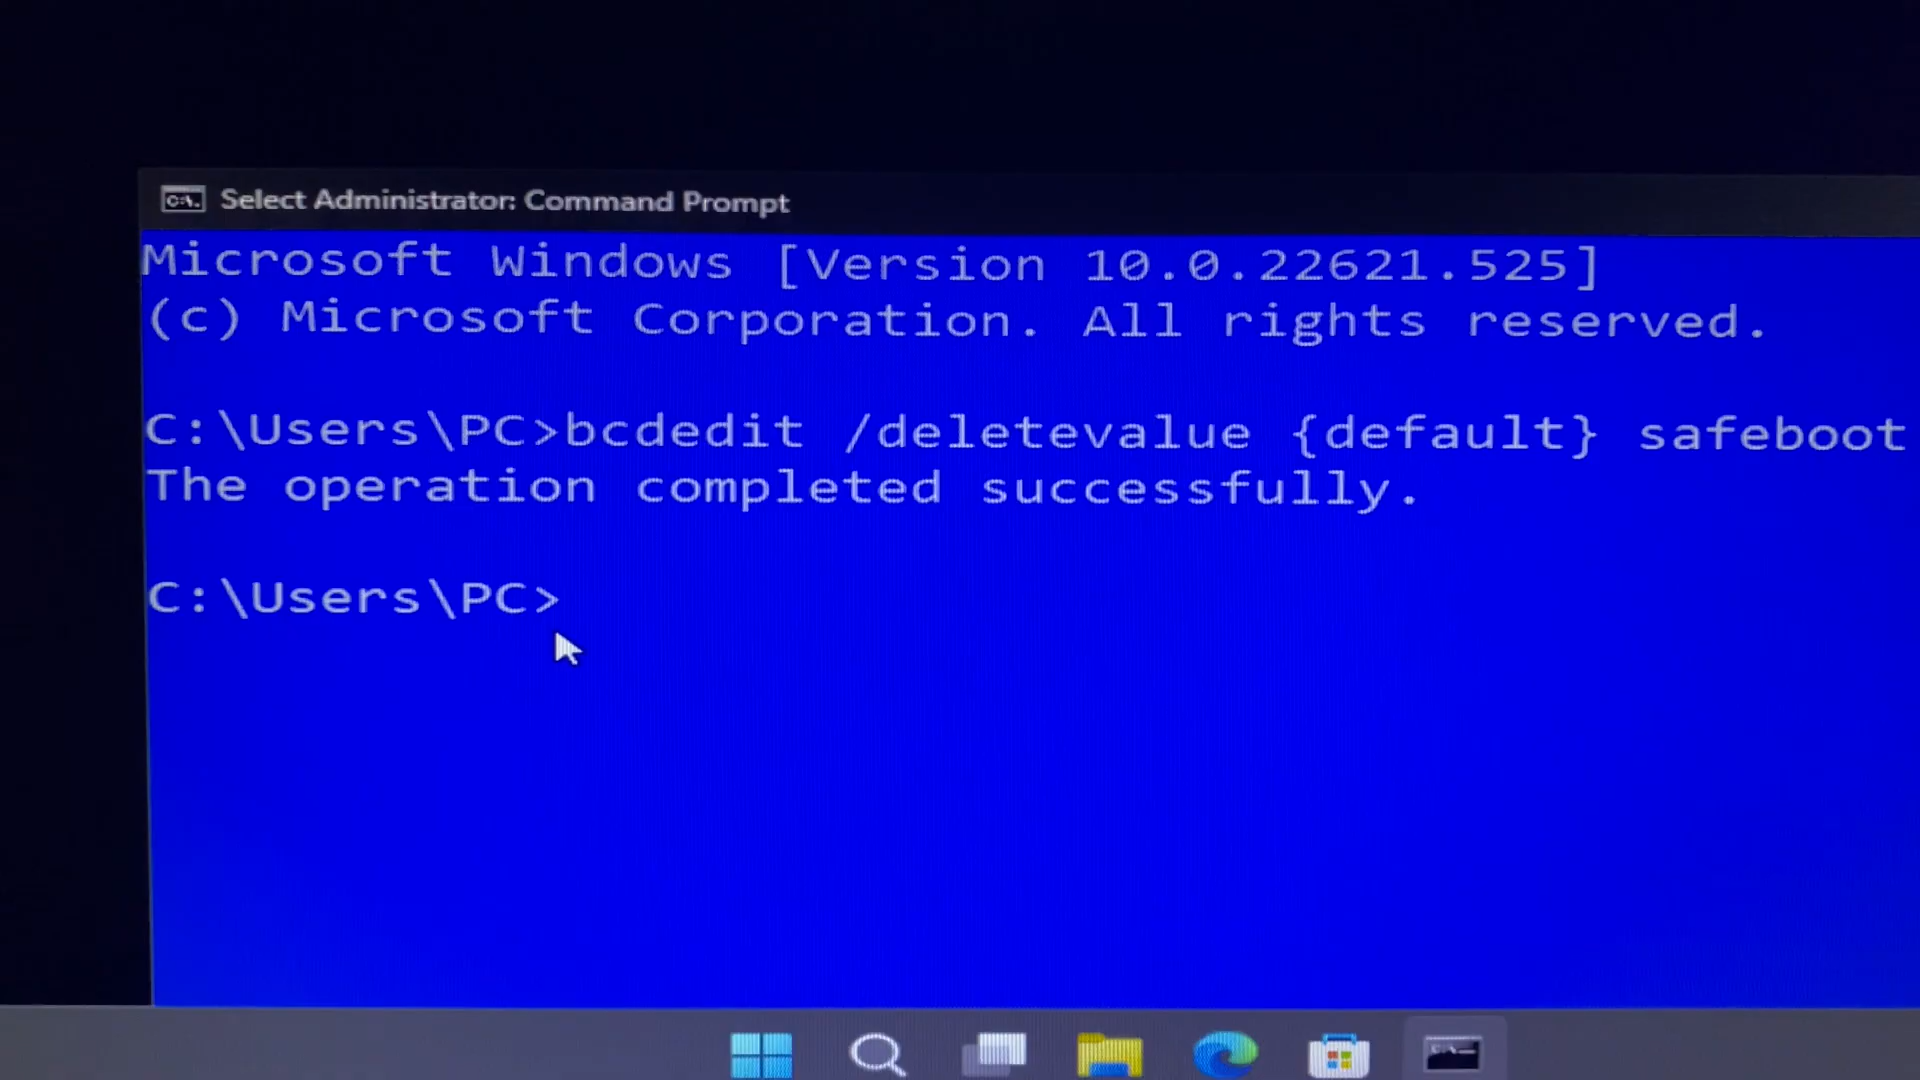 Select Administrator: Command Prompt
Microsoft Windows [Version 10.0.22621.525]
(c) Microsoft Corporation. All rights reserved.
C:\Users\PC>bcdedit /deletevalue {default} safeboot
The operation completed successfully.
C:\Users\PC>